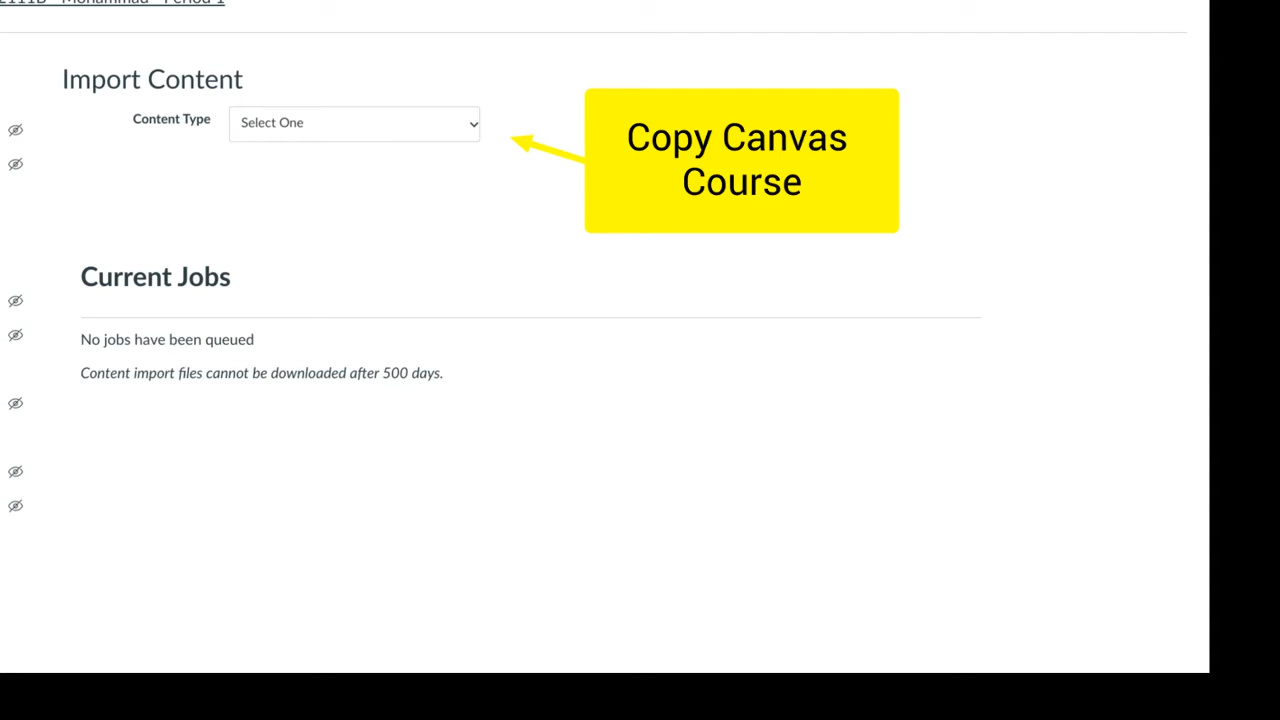 Import Content
Content Type
Select One
Copy Canvas
Course
Current Jobs
No jobs have been queued
Content import files cannot be downloaded after 500 days.